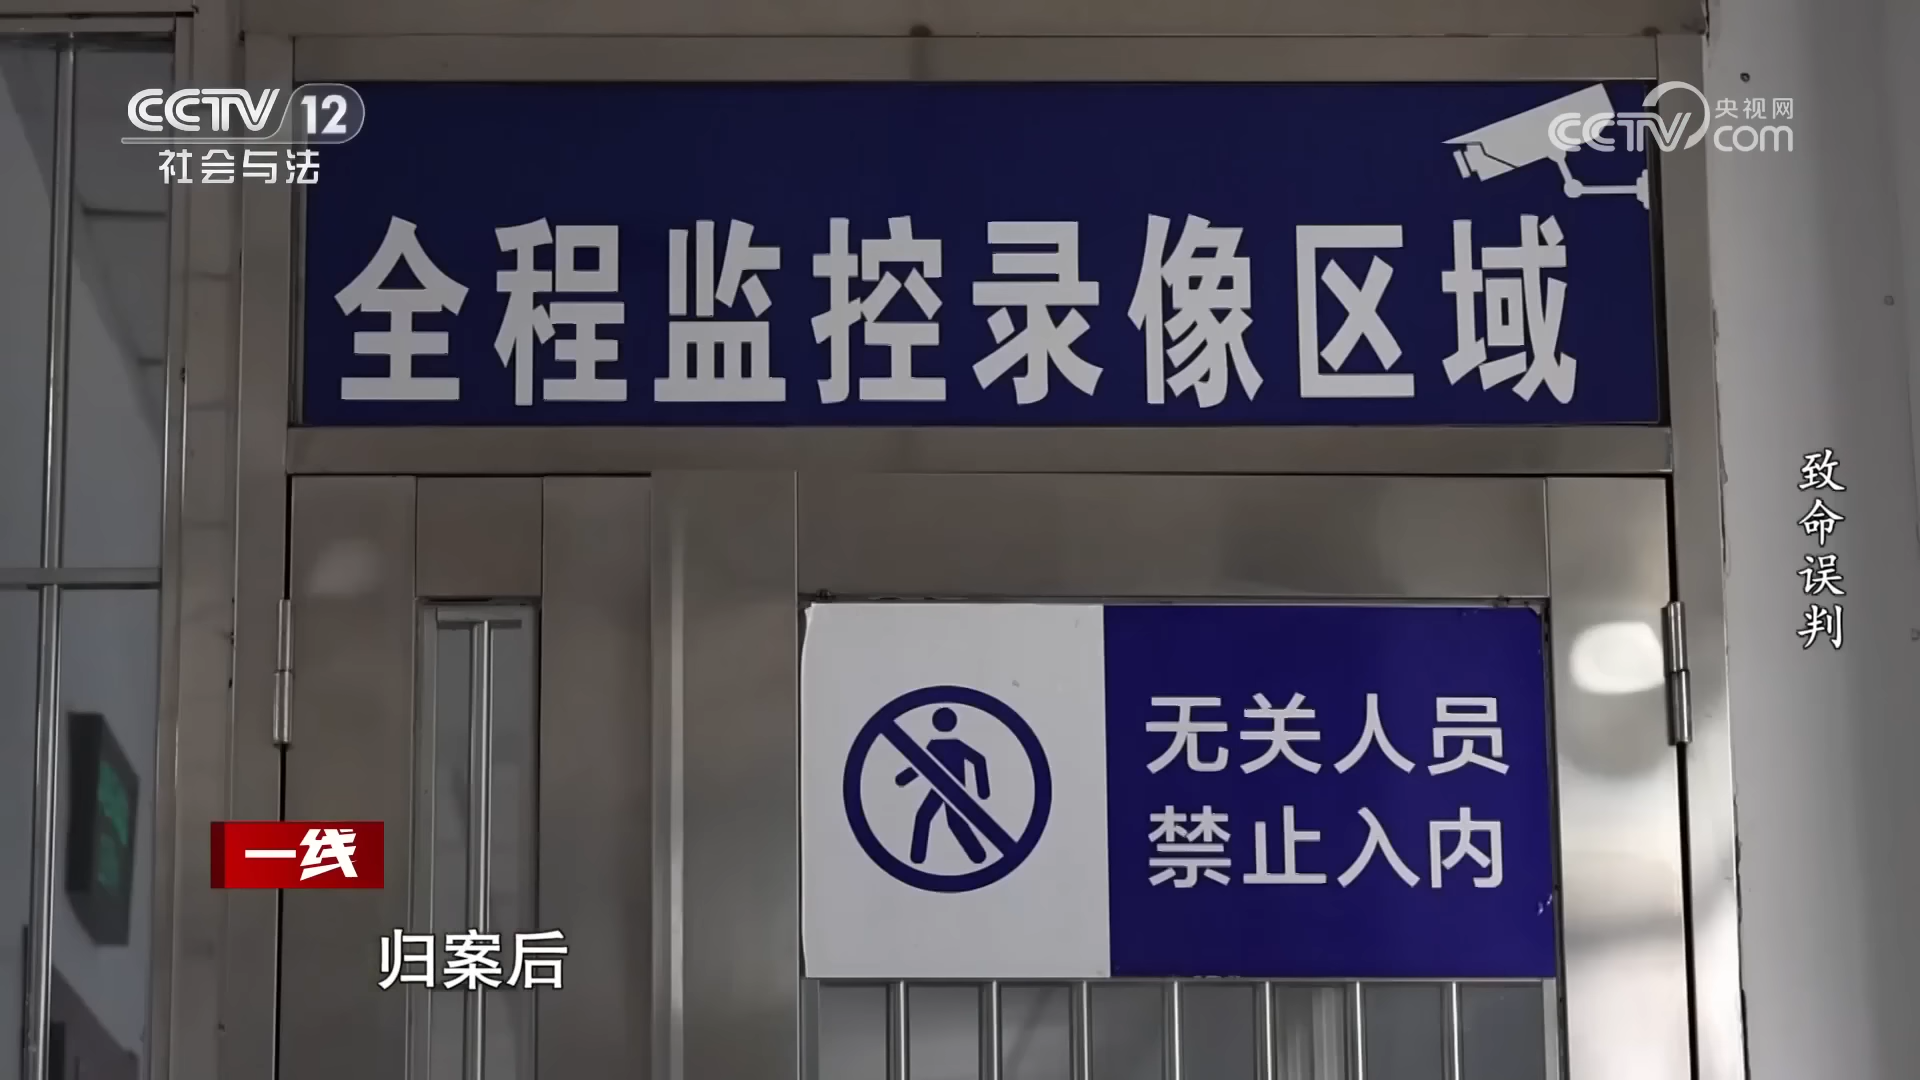 CCTV 12
社会与法
央视网
CCTV.com
全程监控录像区域
致命误判
无关人员
禁止入内
一线
归案后